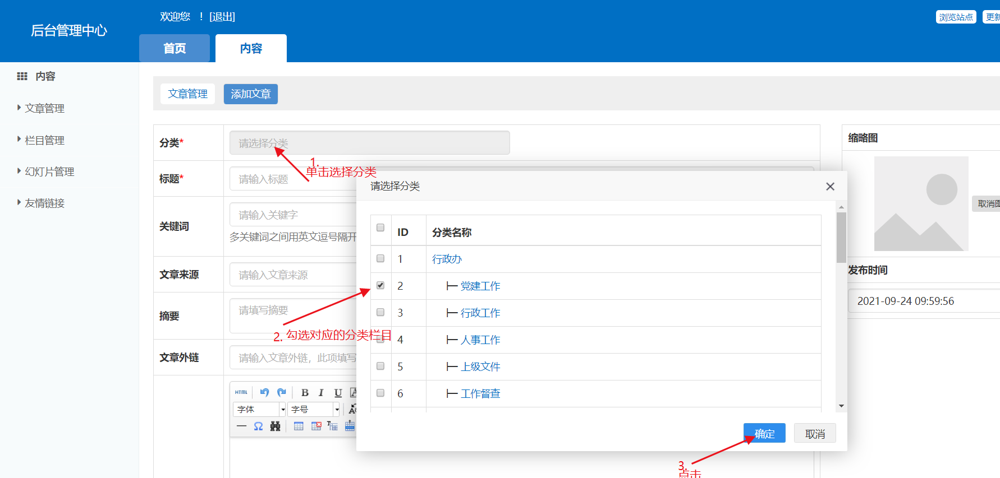 后台管理中心
欢迎您 ！ [退出]
浏览站点
更新
首页
内容
内容
文章管理
栏目管理
幻灯片管理
友情链接
文章管理
添加文章
分类*
请选择分类
1.
单击选择分类
标题*
请输入标题
关键词
请输入关键字
多关键词之间用英文逗号隔开
文章来源
请输入文章来源
摘要
请填写摘要
2. 勾选对应的分类栏目
文章外链
请输入文章外链，此项填写
HTML
B I U A
字体
字号
请选择分类
ID 分类名称
1 行政办
2 ├─ 党建工作
3 ├─ 行政工作
4 ├─ 人事工作
5 ├─ 上级文件
6 ├─ 工作督查
确定
取消
3.
点击
缩略图
取消图
发布时间
2021-09-24 09:59:56